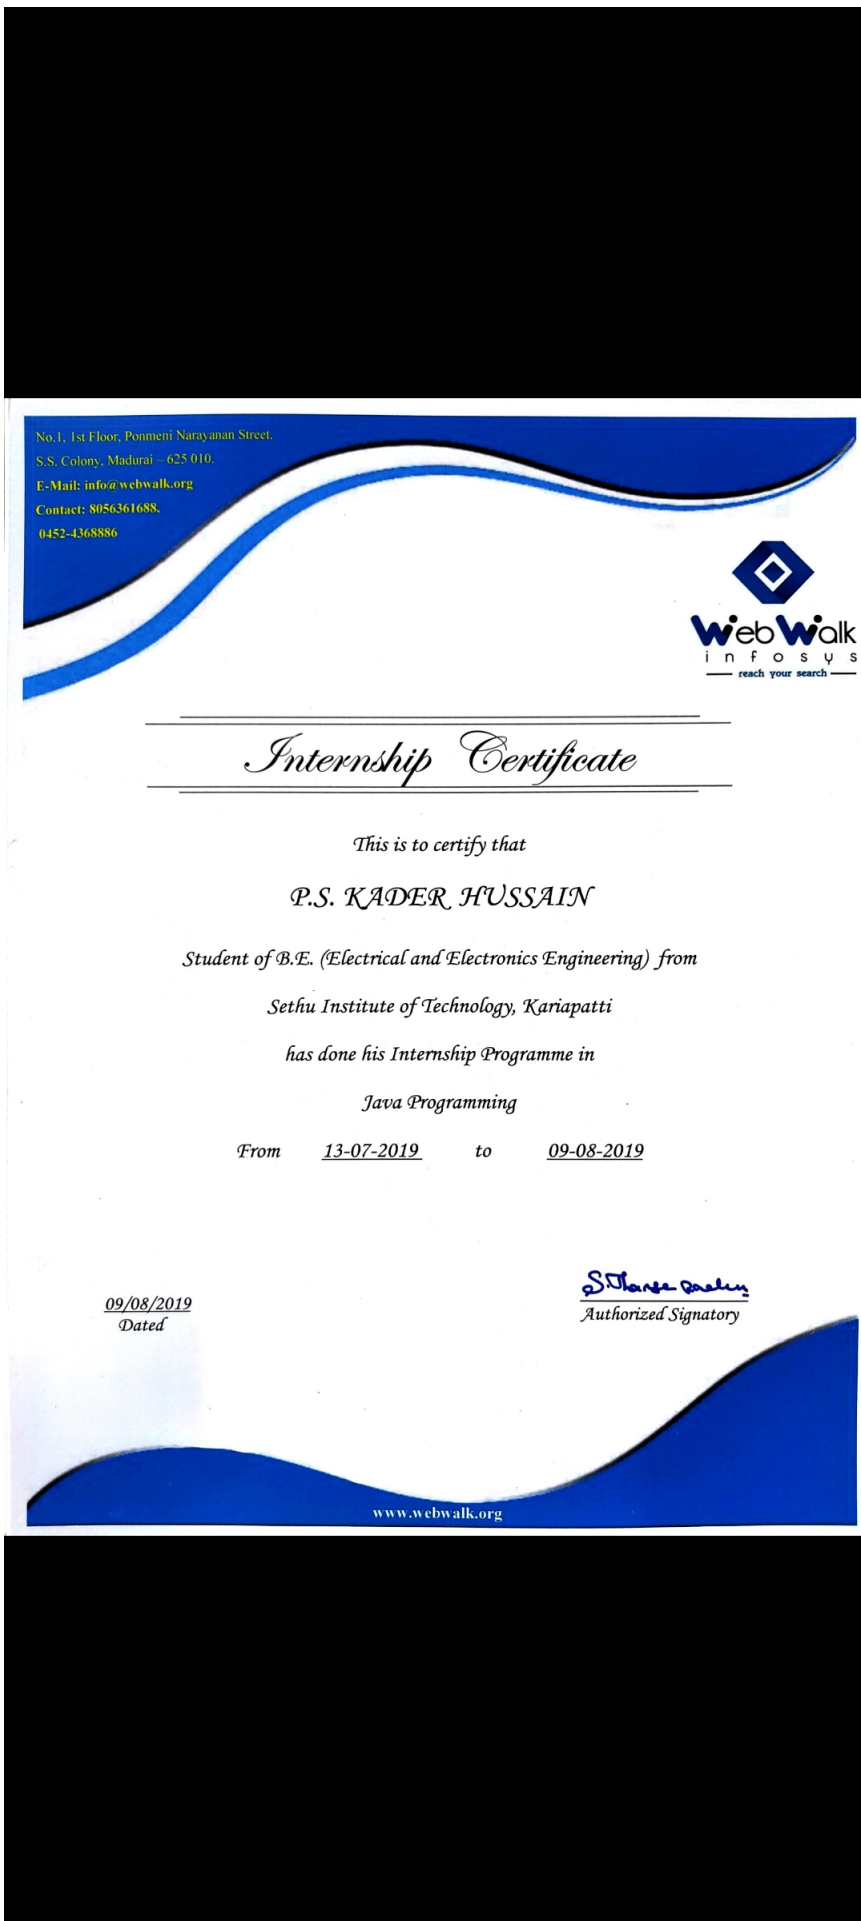 No.1, 1st Floor, Ponmeni Narayanan Street,
S.S. Colony, Madurai – 625 010.
E-Mail: info@webwalk.org
Contact: 8056361688,
0452-4368886
Web Walk
infosys
reach your search
Internship Certificate
This is to certify that
P.S. KADER HUSSAIN
Student of B.E. (Electrical and Electronics Engineering) from
Sethu Institute of Technology, Kariapatti
has done his Internship Programme in
Java Programming
From 13-07-2019 to 09-08-2019
09/08/2019
Dated
Authorized Signatory
www.webwalk.org